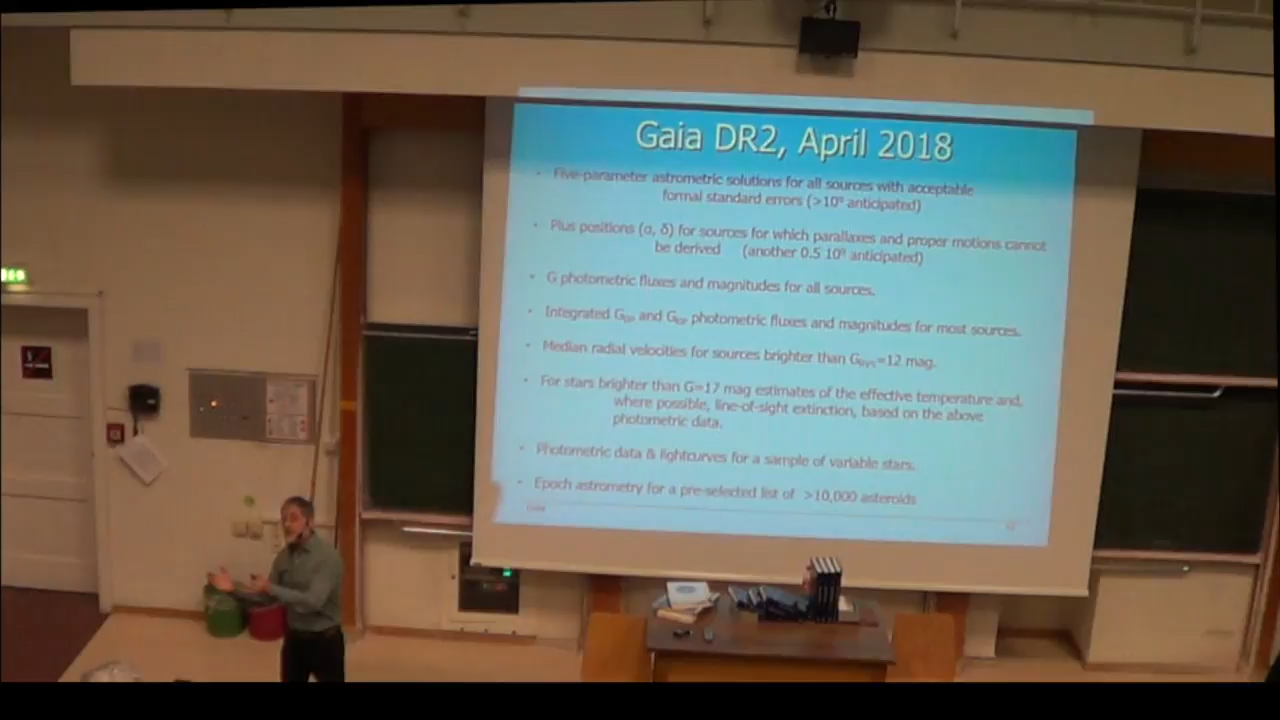 Gaia DR2, April 2018
• Five-parameter astrometric solutions for all sources with acceptable
formal standard errors (>10⁹ anticipated)
• Plus positions (α, δ) for sources for which parallaxes and proper motions cannot
be derived (another 0.5 10⁹ anticipated)
• G photometric fluxes and magnitudes for all sources.
• Integrated G_BP and G_RP photometric fluxes and magnitudes for most sources.
• Median radial velocities for sources brighter than G_RVS=12 mag.
• For stars brighter than G=17 mag estimates of the effective temperature and,
where possible, line-of-sight extinction, based on the above
photometric data.
• Photometric data & lightcurves for a sample of variable stars.
• Epoch astrometry for a pre-selected list of >10,000 asteroids